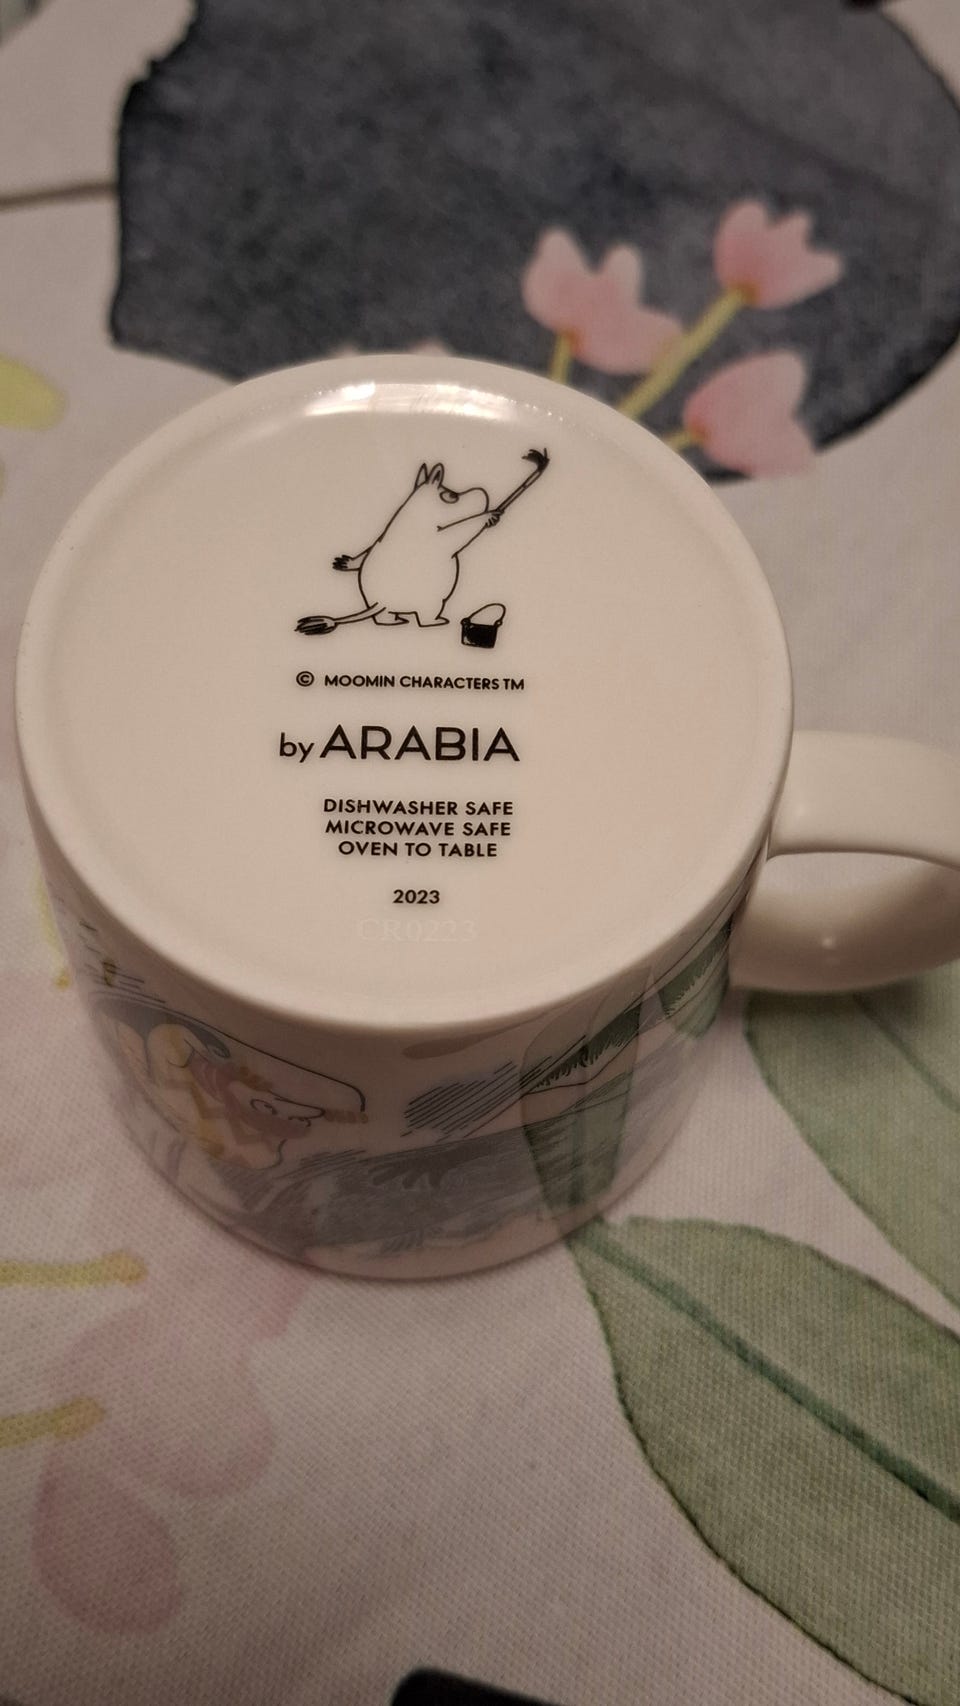 © MOOMIN CHARACTERS TM
by ARABIA
DISHWASHER SAFE
MICROWAVE SAFE
OVEN TO TABLE
2023
CR0223